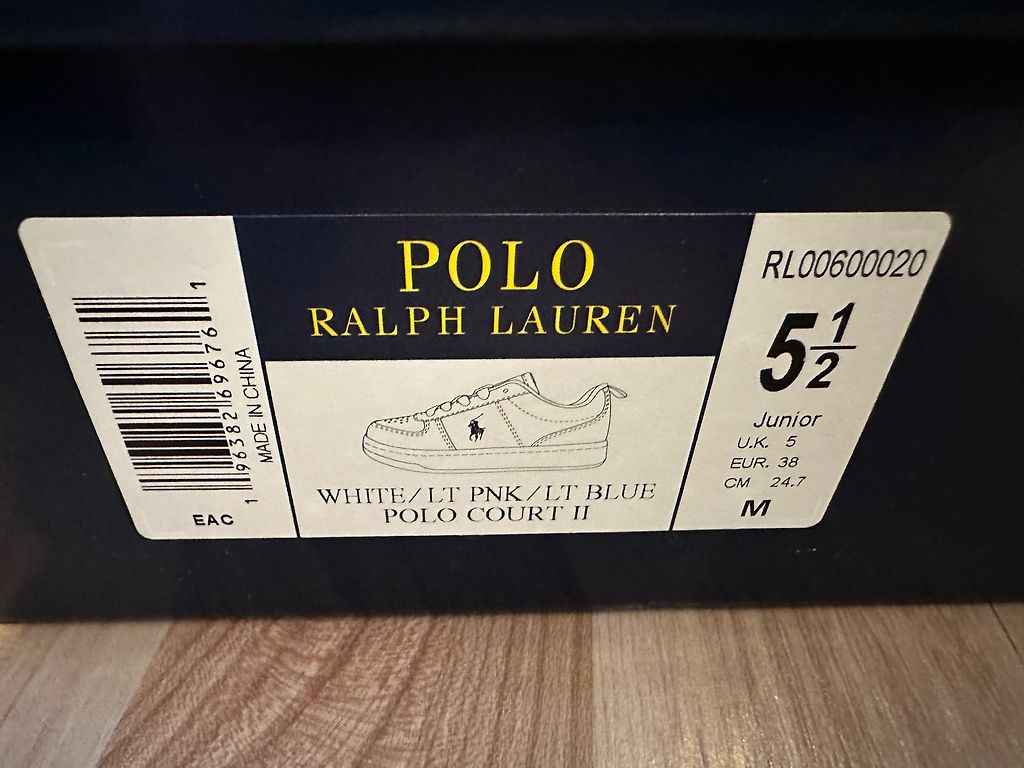 POLO
RALPH LAUREN
WHITE/LT PNK/LT BLUE
POLO COURT II
1 96382 69676 1
MADE IN CHINA
EAC
RL00600020
5 1/2
Junior
U.K. 5
EUR. 38
CM 24.7
M